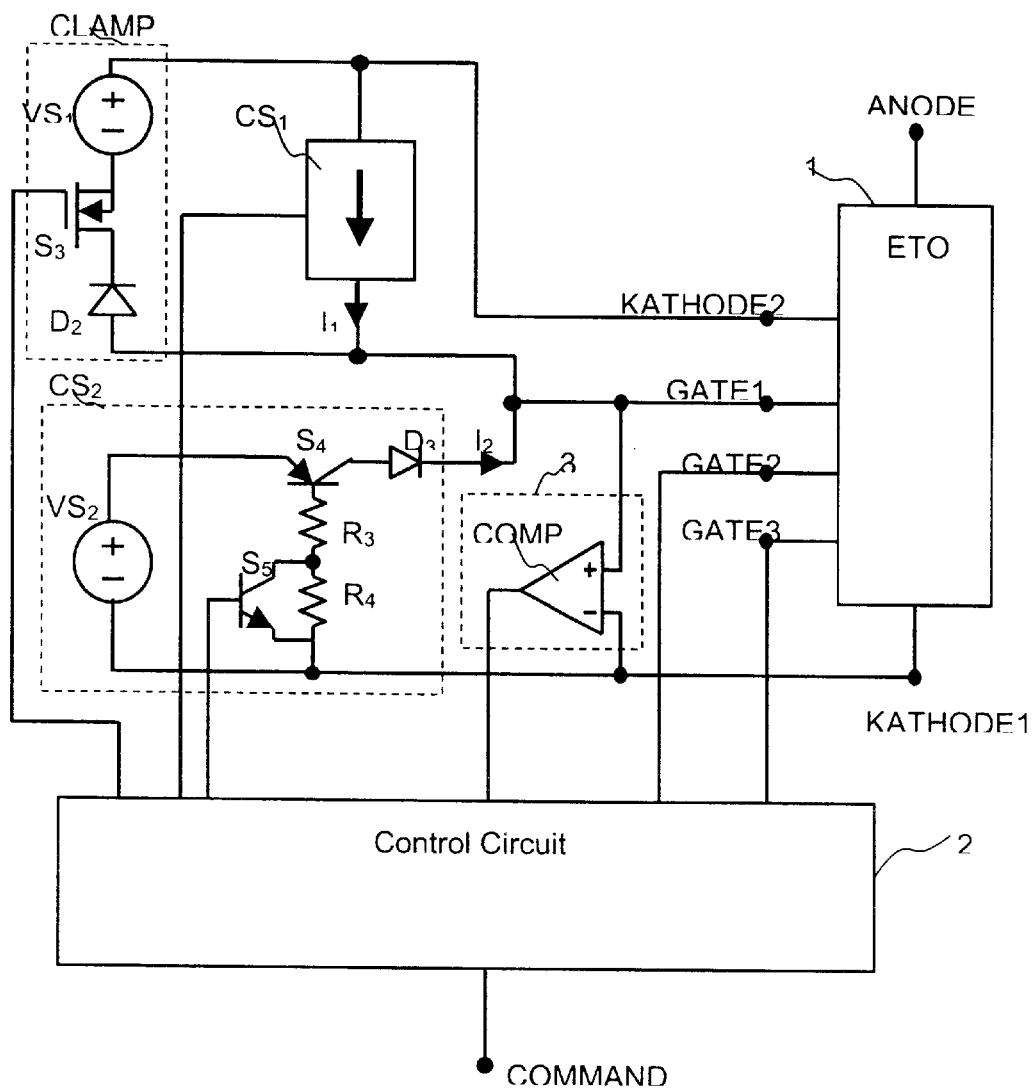 CLAMP
VS1
+
−
CS1
ANODE
1
ETO
S3
D2
I1
KATHODE2
CS2
GATE1
S4
D3
I2
GATE2
3
VS2
+
−
R3
COMP
GATE3
S5
R4
+
−
KATHODE1
Control Circuit
2
COMMAND